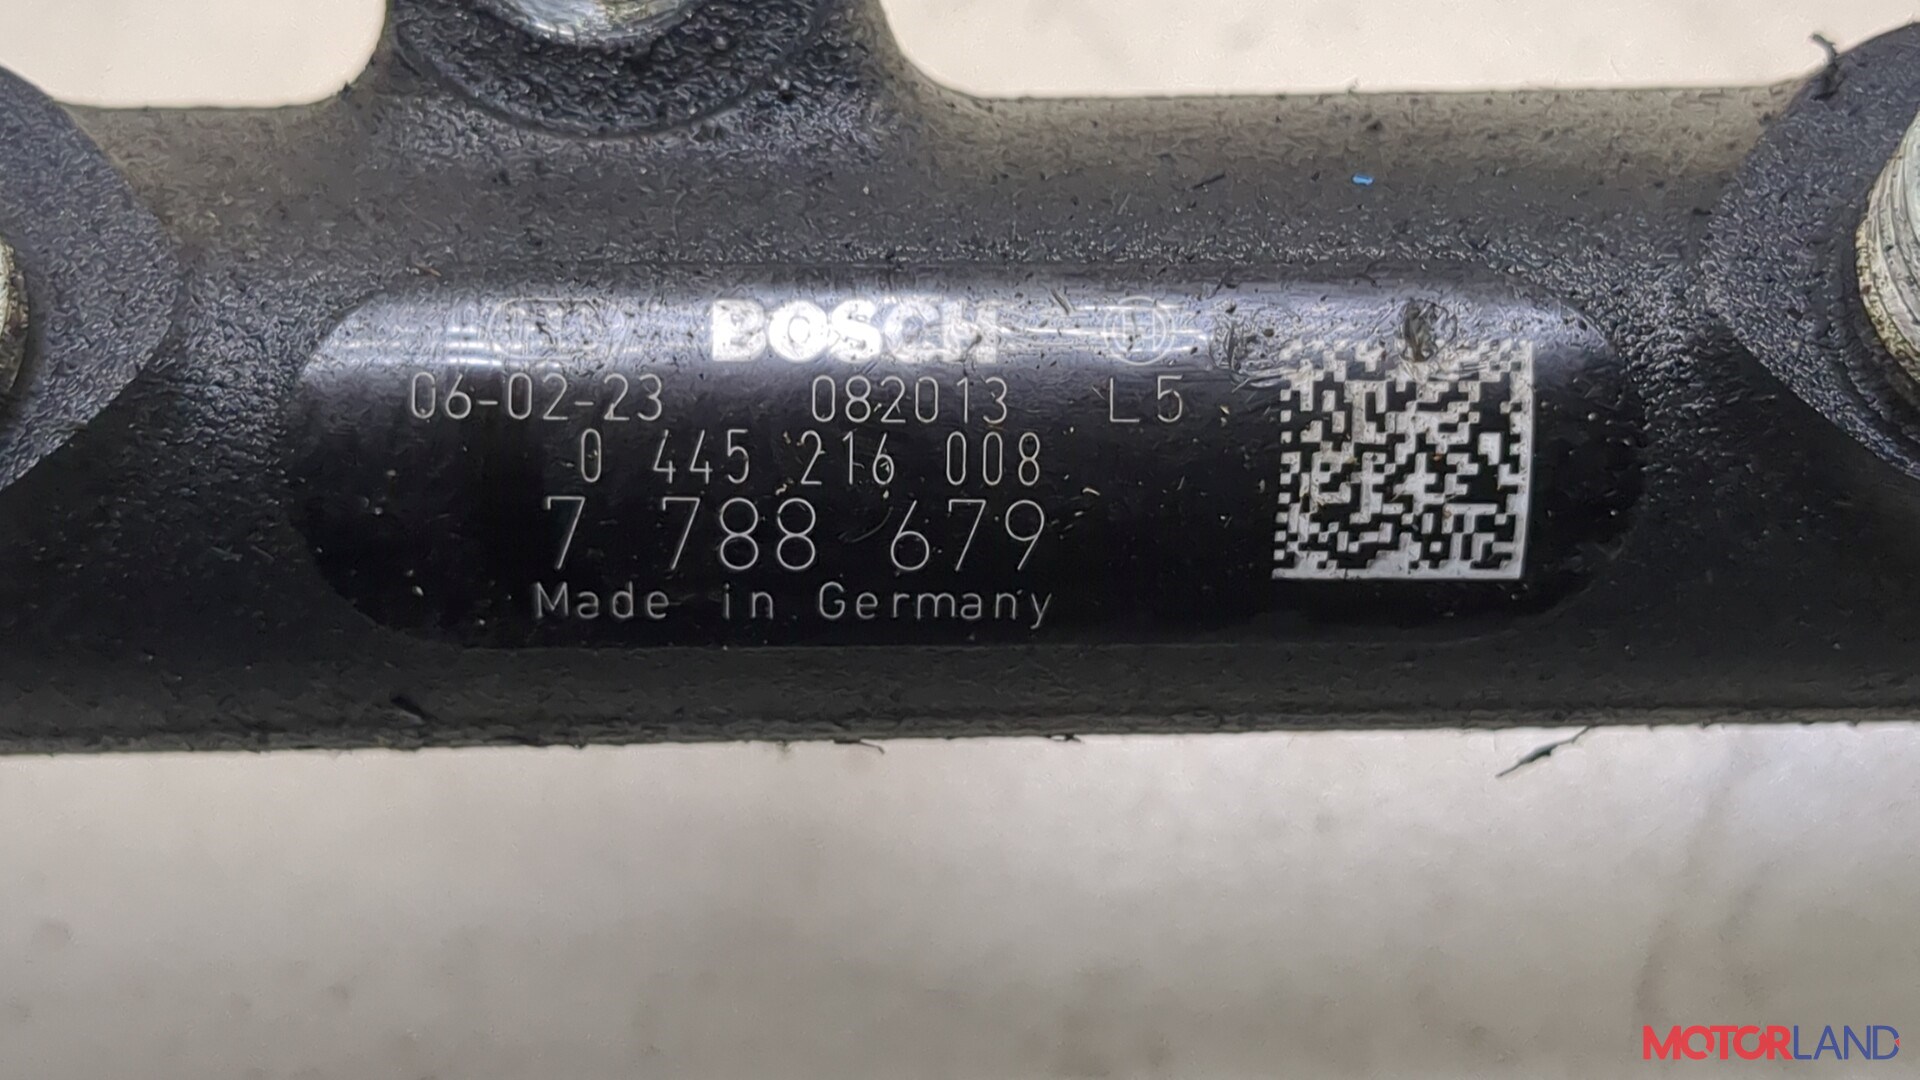 BOSCH
06-02-23 082013 L5
0 445 216 008
7 788 679
Made in Germany
MOTORLAND